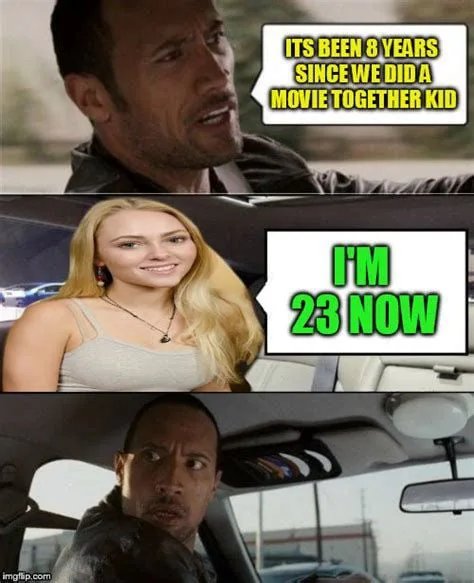 ITS BEEN 8 YEARS
SINCE WE DID A
MOVIE TOGETHER KID
I'M
23 NOW
imgflip.com